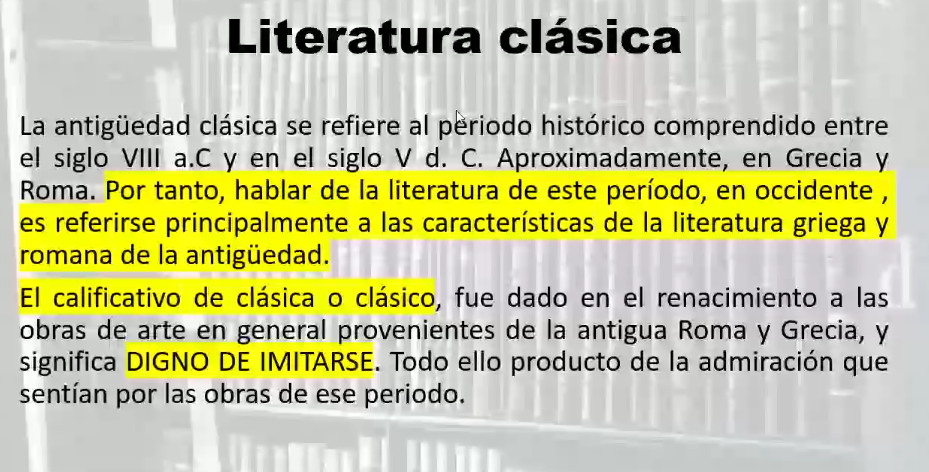 Literatura clásica
La antigüedad clásica se refiere al periodo histórico comprendido entre
el siglo VIII a.C y en el siglo V d. C. Aproximadamente, en Grecia y
Roma. Por tanto, hablar de la literatura de este período, en occidente ,
es referirse principalmente a las características de la literatura griega y
romana de la antigüedad.
El calificativo de clásica o clásico, fue dado en el renacimiento a las
obras de arte en general provenientes de la antigua Roma y Grecia, y
significa DIGNO DE IMITARSE. Todo ello producto de la admiración que
sentían por las obras de ese periodo.